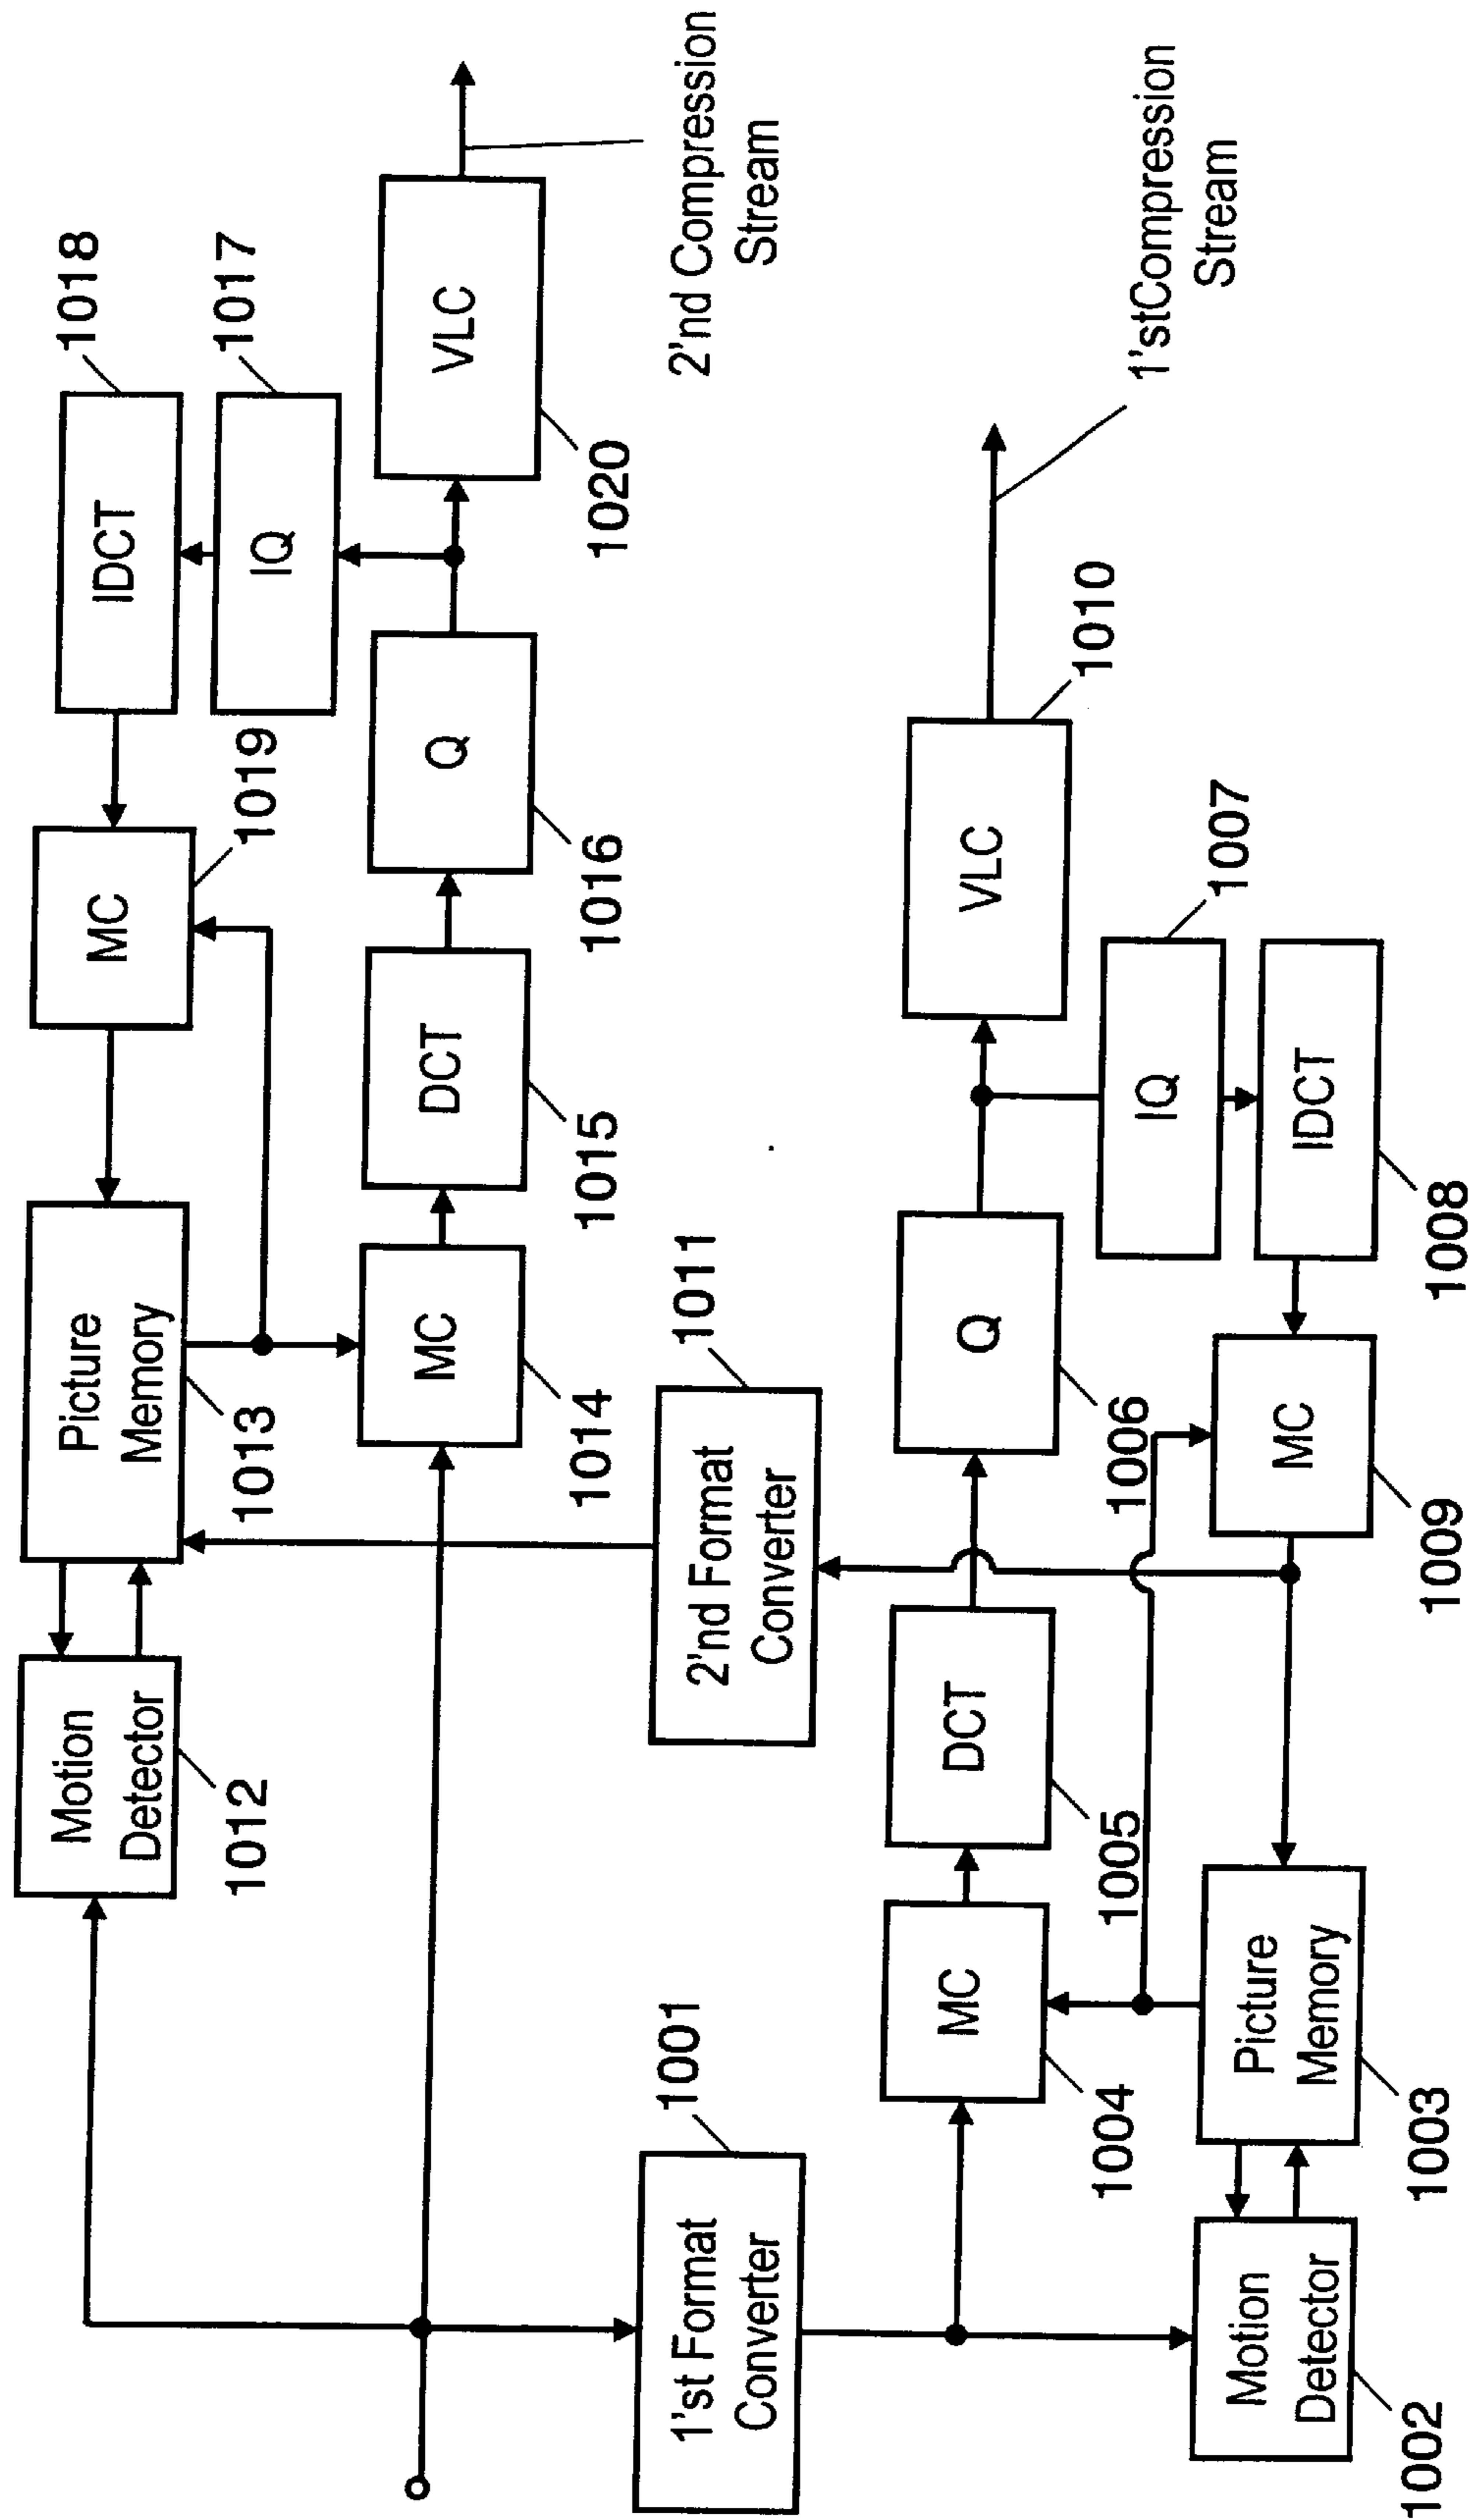 Motion
Detector
1012
Picture
Memory
1013
MC
1019
IDCT
1018
IQ
1017
MC
1014
DCT
1015
Q
1016
VLC
1020
2'nd Compression
Stream
1'st Format
Converter
1001
2'nd Format
Converter
1011
MC
1004
DCT
1005
Q
1006
VLC
1010
1'stCompression
Stream
IQ
1007
Motion
Detector
1002
Picture
Memory
1003
MC
1009
IDCT
1008